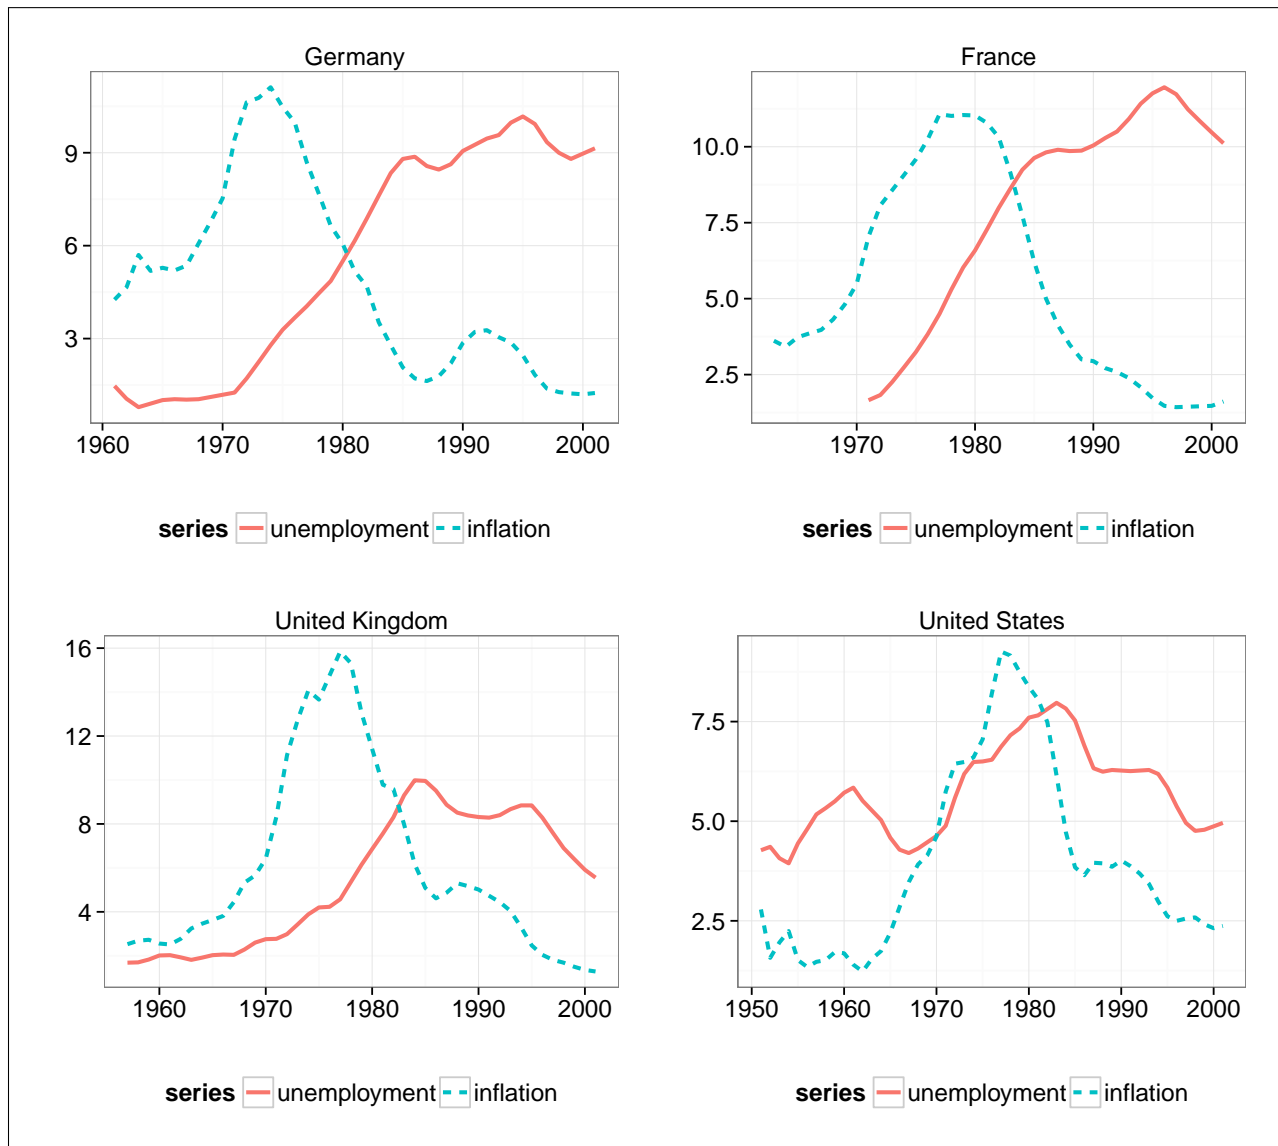 Germany
9
6
3
1960 1970 1980 1990 2000
series unemployment inflation
France
10.0
7.5
5.0
2.5
1970 1980 1990 2000
series unemployment inflation
United Kingdom
16
12
8
4
1960 1970 1980 1990 2000
series unemployment inflation
United States
7.5
5.0
2.5
1950 1960 1970 1980 1990 2000
series unemployment inflation